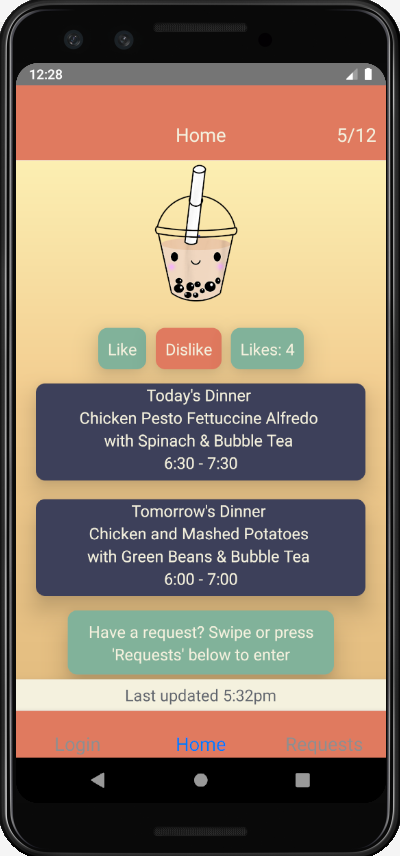 12:28
Home 5/12
Like Dislike Likes: 4
Today's Dinner
Chicken Pesto Fettuccine Alfredo
with Spinach & Bubble Tea
6:30 - 7:30
Tomorrow's Dinner
Chicken and Mashed Potatoes
with Green Beans & Bubble Tea
6:00 - 7:00
Have a request? Swipe or press
'Requests' below to enter
Last updated 5:32pm
Login Home Requests